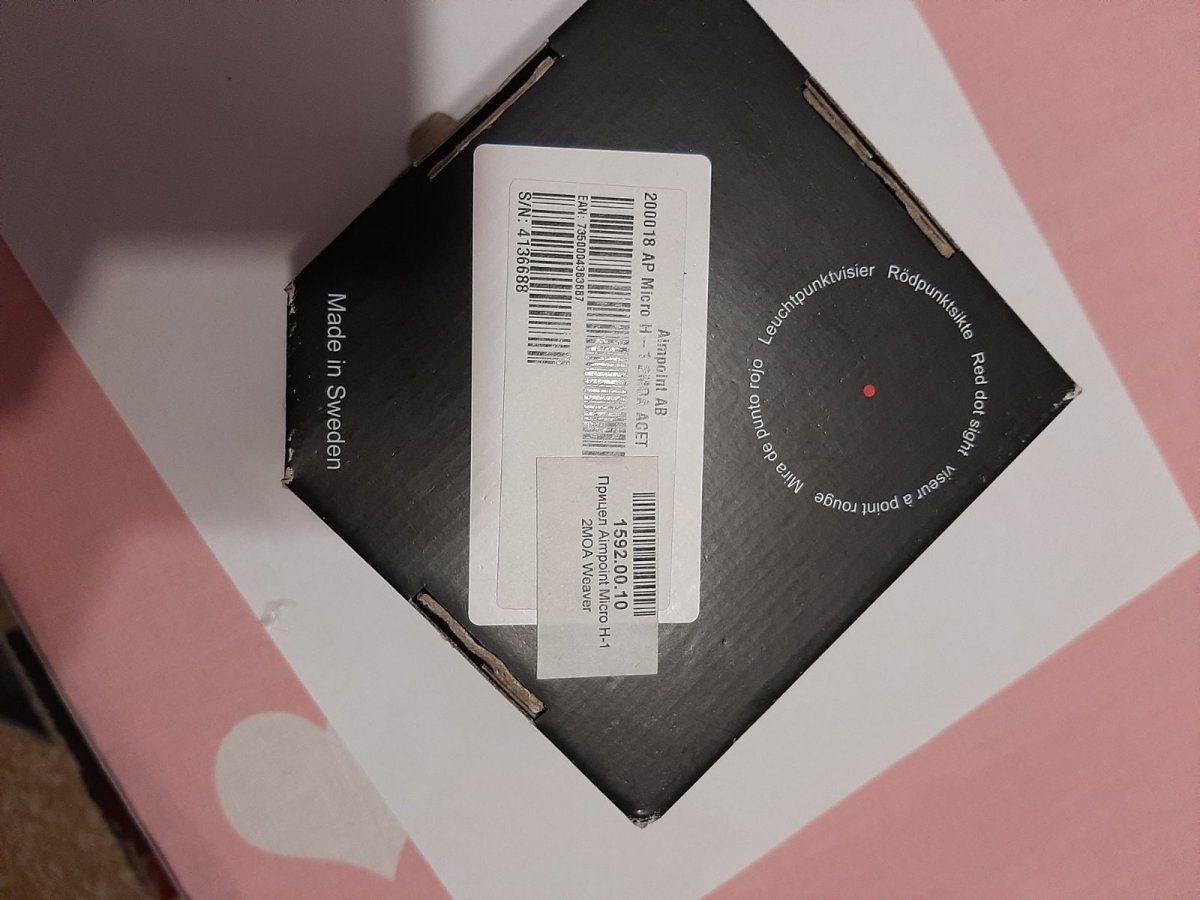 Aimpoint AB
200018 AP Micro H-1 2MOA ACET
EAN: 7350004383887
S/N: 4136688
1592.00.10
Прицел Aimpoint Micro H-1
2MOA Weaver
Made in Sweden
Leuchtpunktvisier
Rödpunktsikte
Red dot sight
viseur à point rouge
Mira de punto rojo